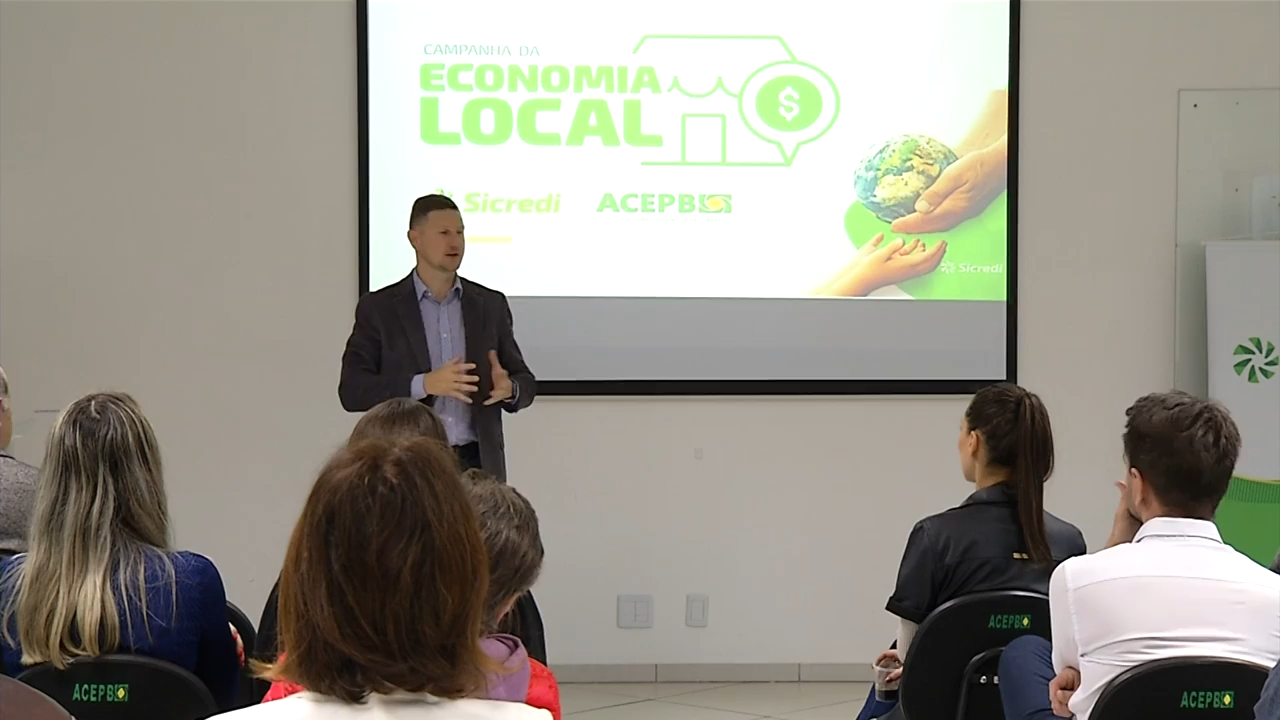 CAMPANHA DA
ECONOMIA
LOCAL
$
Sicredi ACEPB
Sicredi
ACEPB
ACEPB
ACEPB